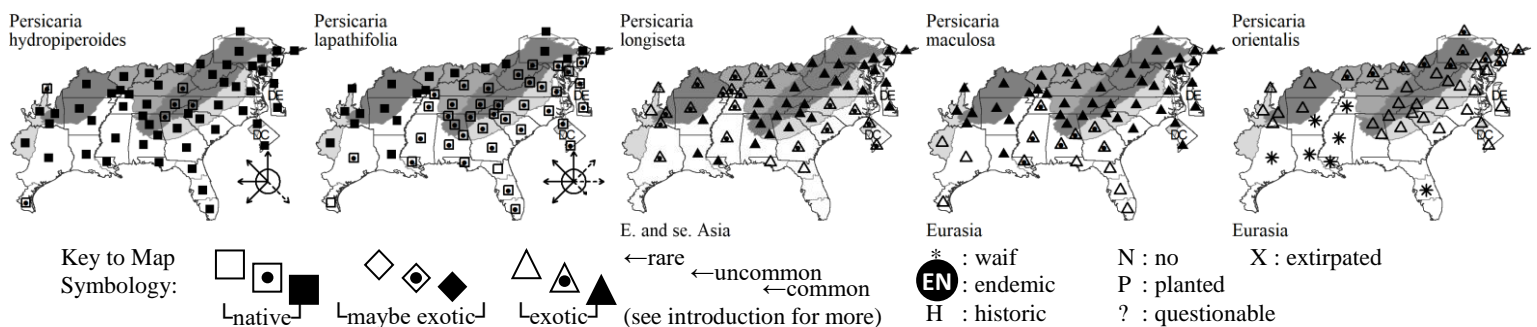 Persicaria
hydropiperoides
Persicaria
lapathifolia
Persicaria
longiseta
Persicaria
maculosa
Persicaria
orientalis
DE
DC
DE
DC
DE
DC
DE
DC
DE
DC
E. and se. Asia
Eurasia
Eurasia
Key to Map
Symbology:
native
maybe exotic
exotic
←rare
←uncommon
←common
(see introduction for more)
* : waif
EN : endemic
H : historic
N : no
P : planted
? : questionable
X : extirpated